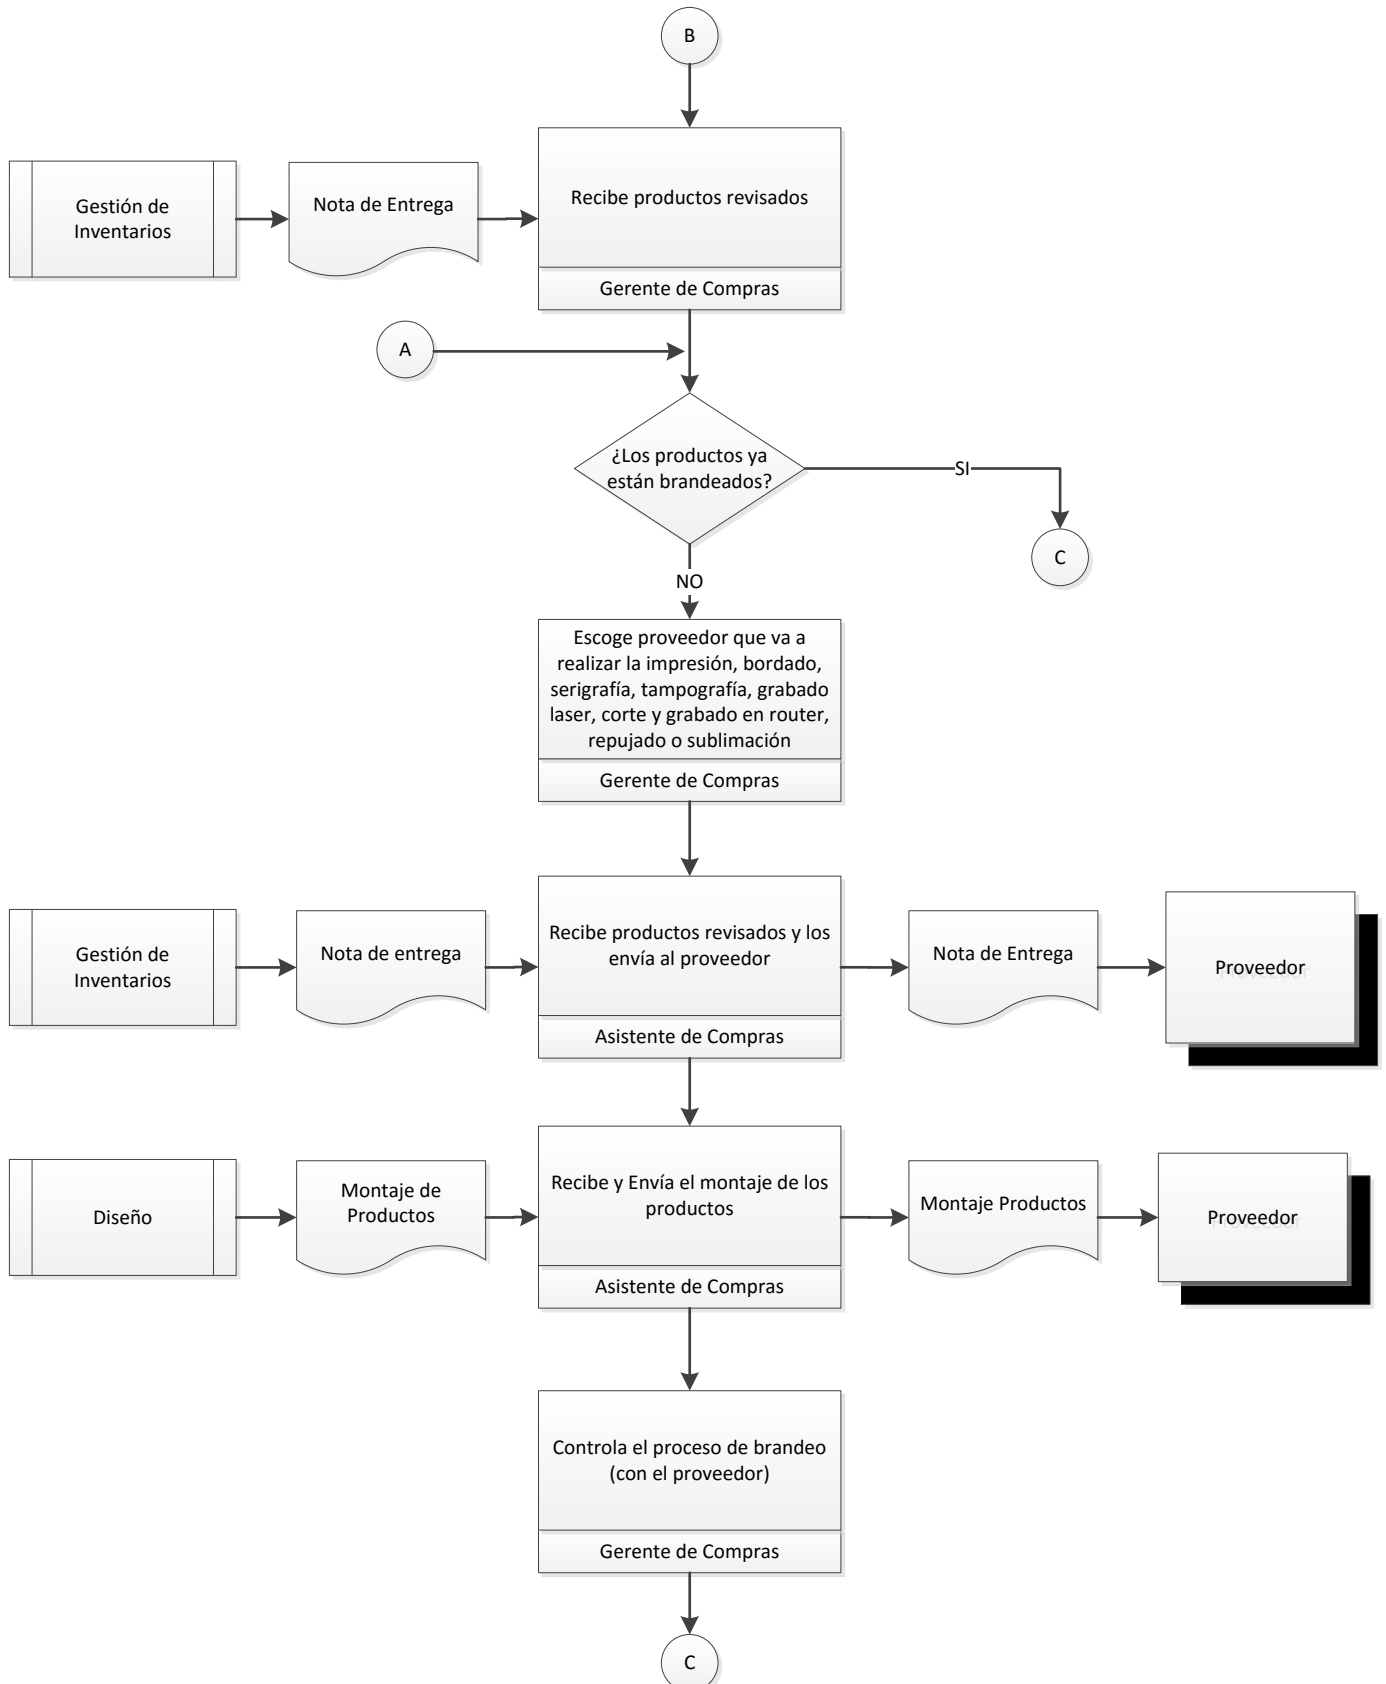 B
Gestión de
Inventarios
Nota de Entrega
Recibe productos revisados
Gerente de Compras
A
¿Los productos ya
están brandeados?
SI
C
NO
Escoge proveedor que va a
realizar la impresión, bordado,
serigrafía, tampografía, grabado
laser, corte y grabado en router,
repujado o sublimación
Gerente de Compras
Gestión de
Inventarios
Nota de entrega
Recibe productos revisados y los
envía al proveedor
Asistente de Compras
Nota de Entrega
Proveedor
Diseño
Montaje de
Productos
Recibe y Envía el montaje de los
productos
Asistente de Compras
Montaje Productos
Proveedor
Controla el proceso de brandeo
(con el proveedor)
Gerente de Compras
C